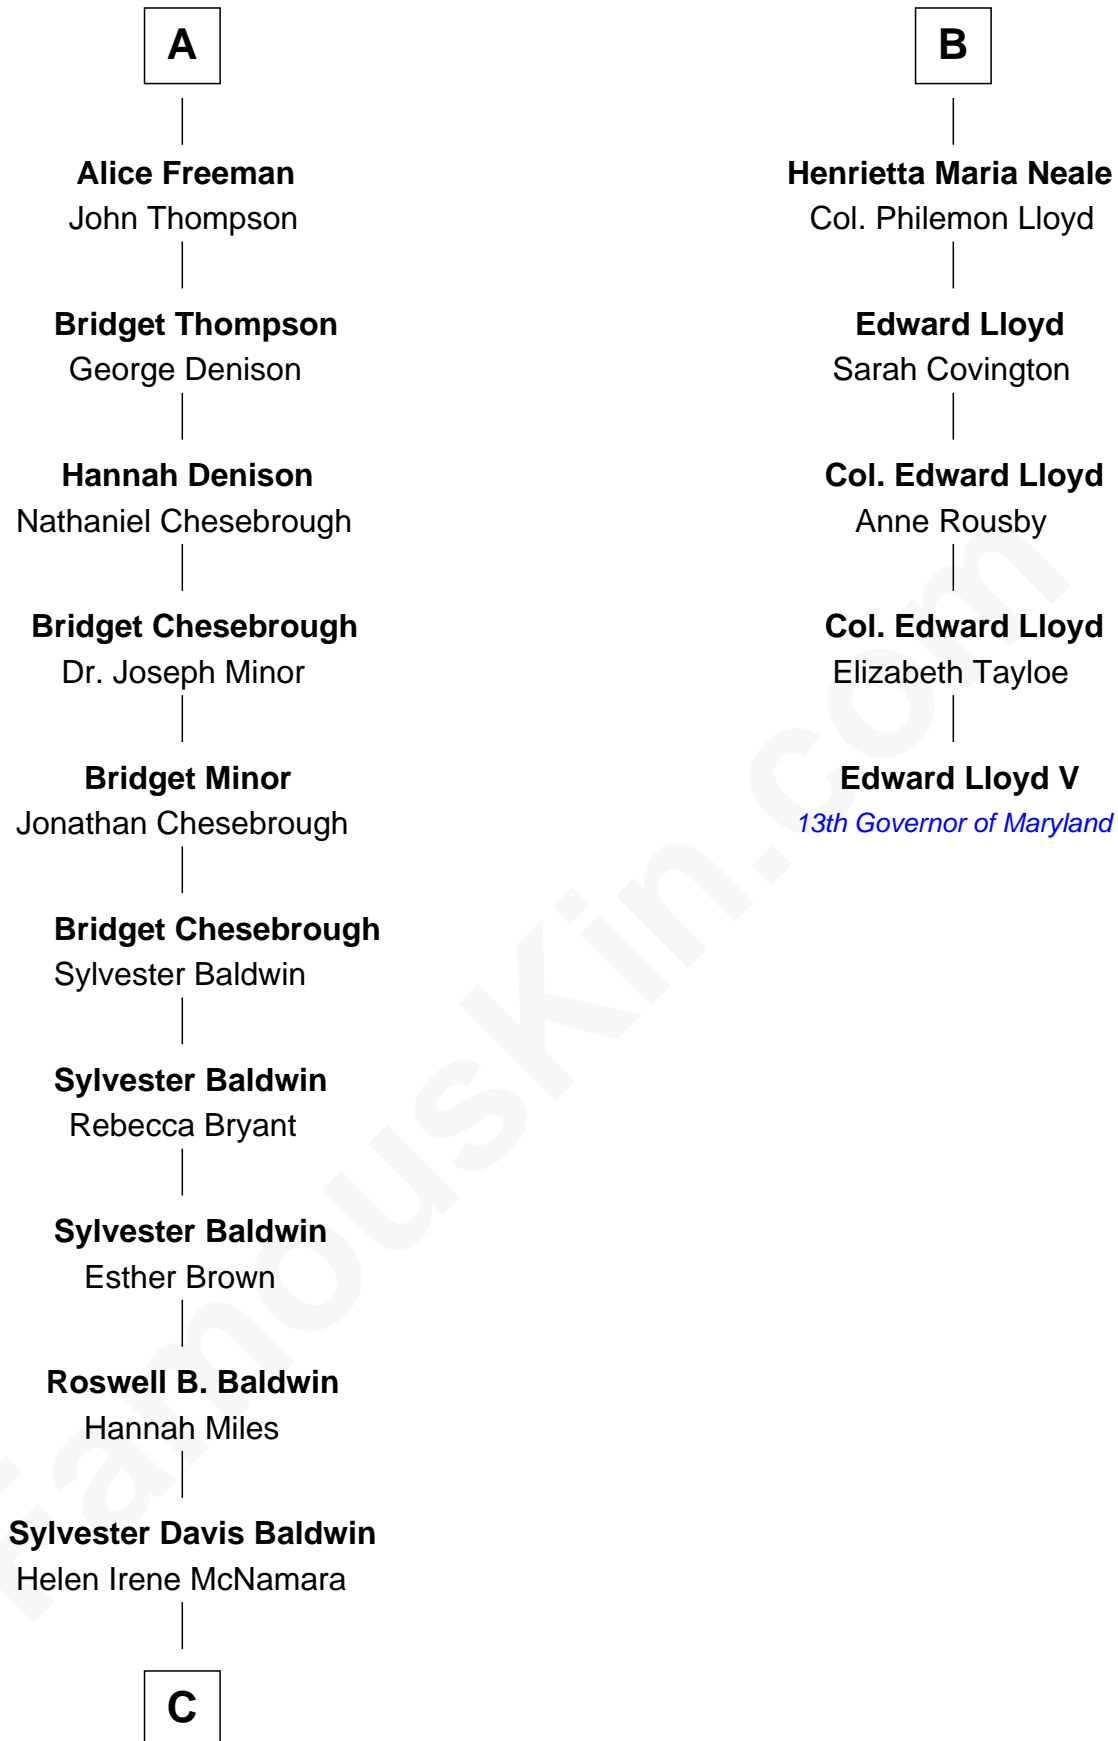 A
Alice Freeman
John Thompson
Bridget Thompson
George Denison
Hannah Denison
Nathaniel Chesebrough
Bridget Chesebrough
Dr. Joseph Minor
Bridget Minor
Jonathan Chesebrough
Bridget Chesebrough
Sylvester Baldwin
Sylvester Baldwin
Rebecca Bryant
Sylvester Baldwin
Esther Brown
Roswell B. Baldwin
Hannah Miles
Sylvester Davis Baldwin
Helen Irene McNamara
C
B
Henrietta Maria Neale
Col. Philemon Lloyd
Edward Lloyd
Sarah Covington
Col. Edward Lloyd
Anne Rousby
Col. Edward Lloyd
Elizabeth Tayloe
Edward Lloyd V
13th Governor of Maryland
FamousKin.com